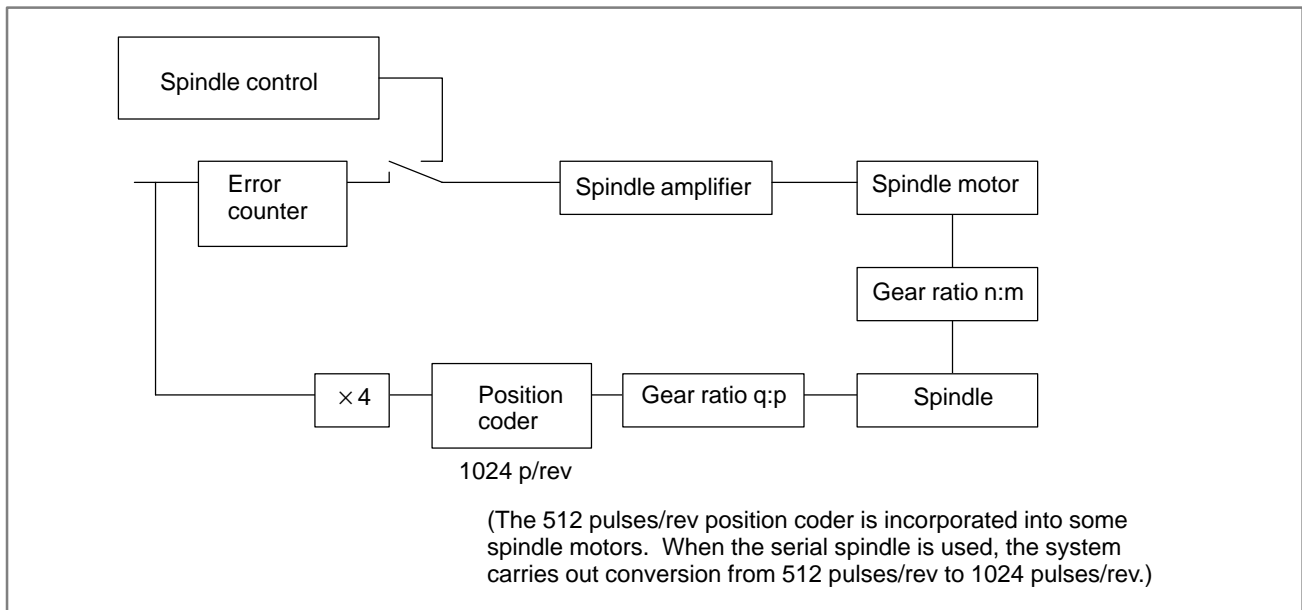 Spindle control
Error
counter
Spindle amplifier
Spindle motor
Gear ratio n:m
× 4
Position
coder
Gear ratio q:p
Spindle
1024 p/rev
(The 512 pulses/rev position coder is incorporated into some
spindle motors.  When the serial spindle is used, the system
carries out conversion from 512 pulses/rev to 1024 pulses/rev.)